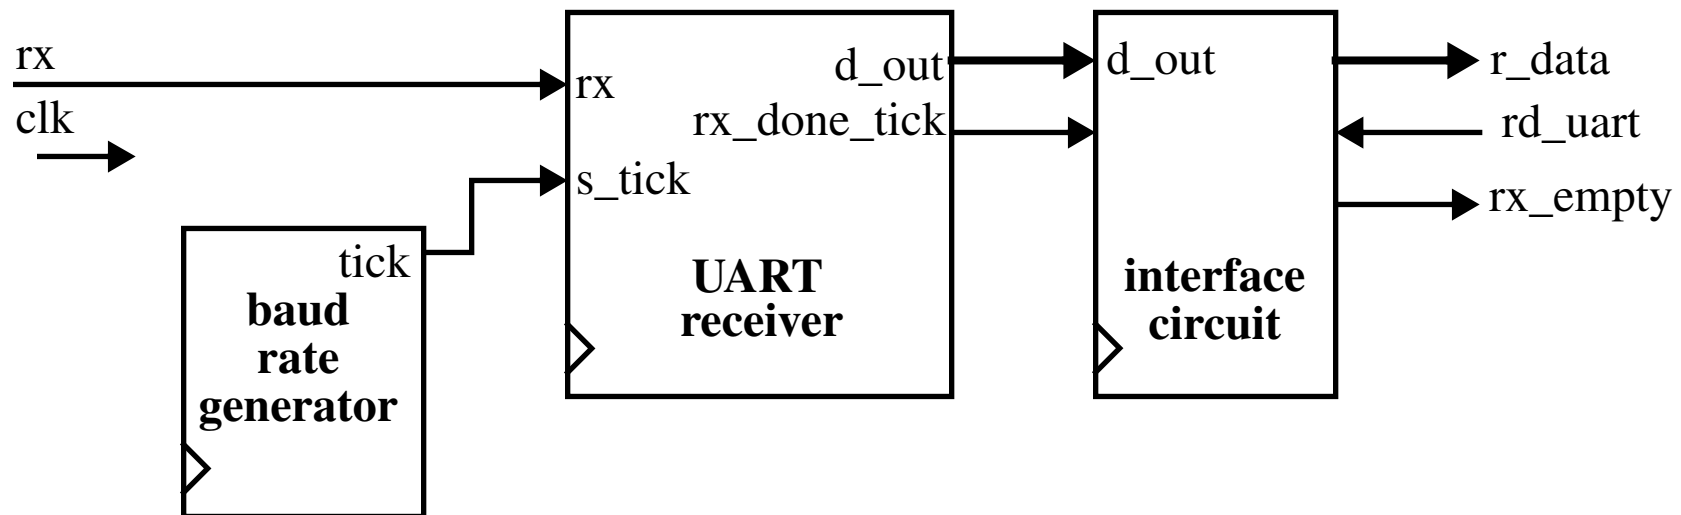 rx
clk
rx
s_tick
d_out
rx_done_tick
UART
receiver
tick
baud
rate
generator
d_out
interface
circuit
r_data
rd_uart
rx_empty